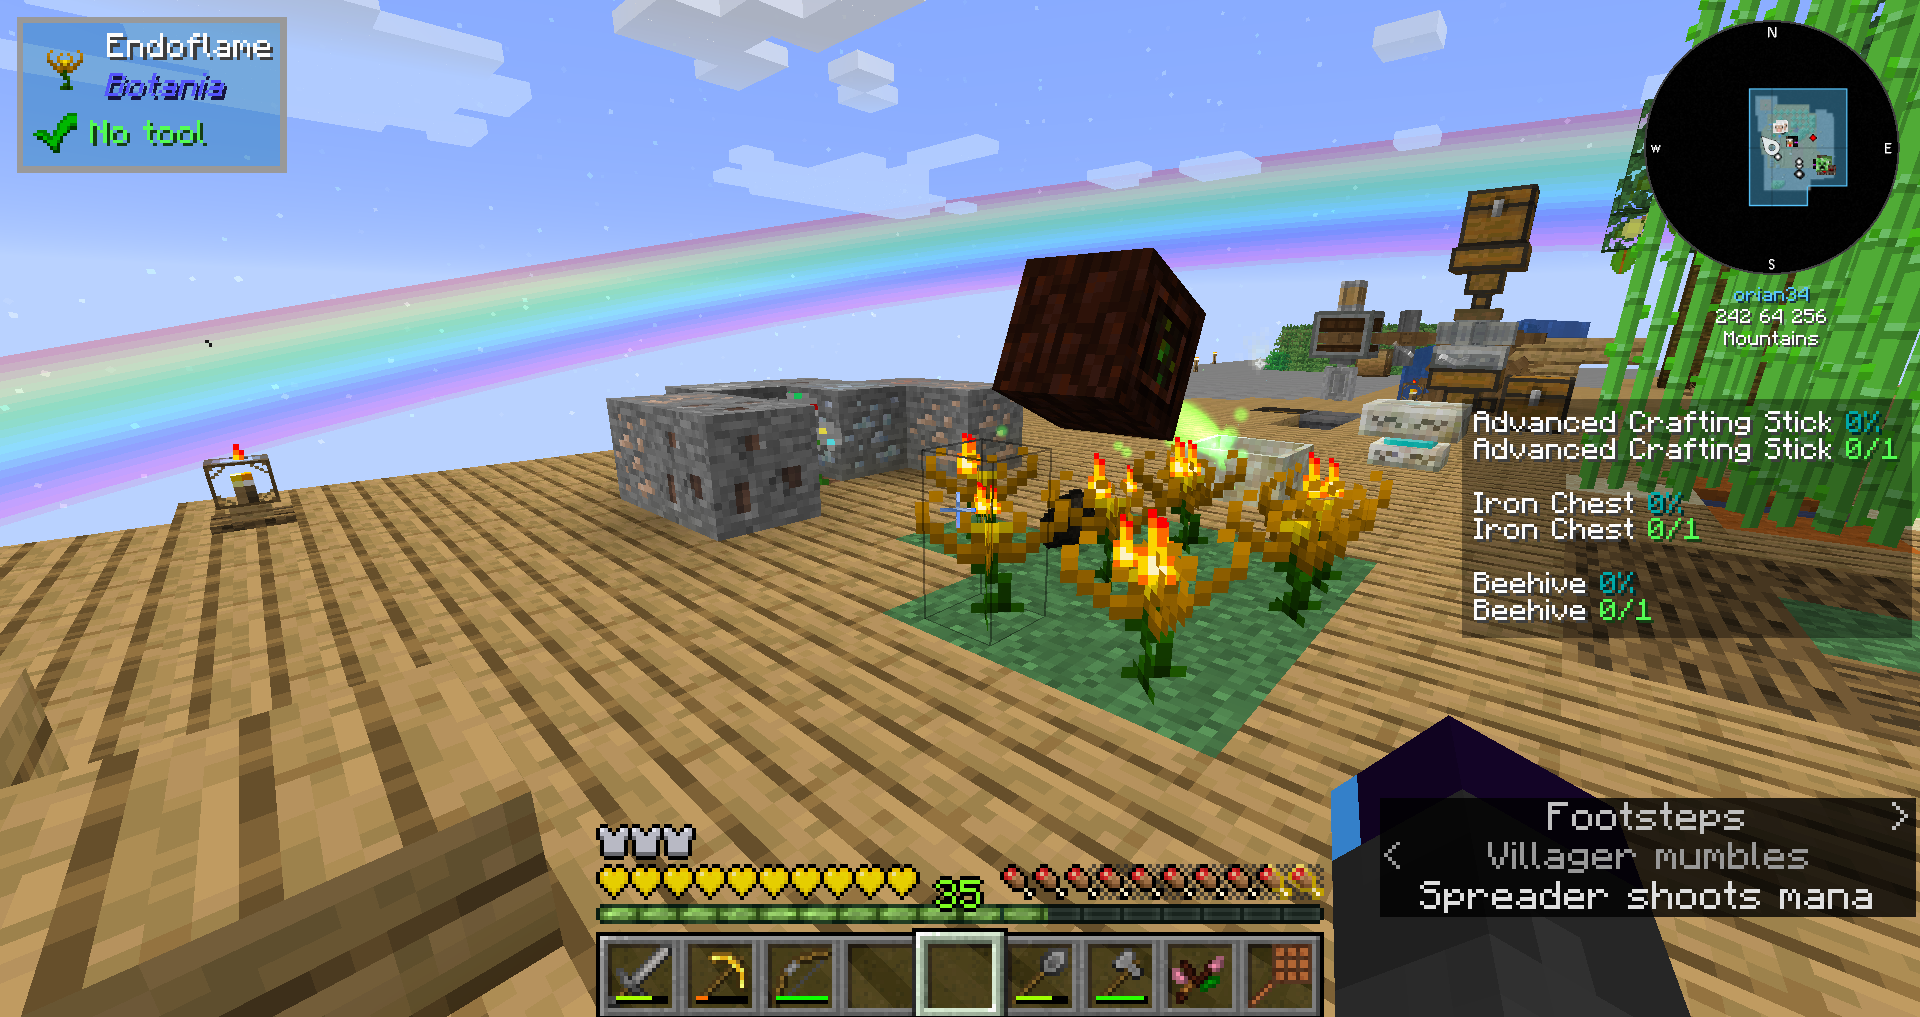 Endoflame
Botania
No tool
N
W
E
S
orian34
242 64 256
Mountains
Advanced Crafting Stick 0%
Advanced Crafting Stick 0/1
Iron Chest 0%
Iron Chest 0/1
Beehive 0%
Beehive 0/1
Footsteps >
< Villager mumbles
Spreader shoots mana
35